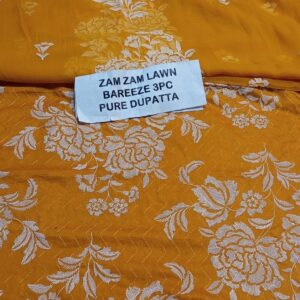 ZAM ZAM LAWN
BAREEZE 3PC
PURE DUPATTA